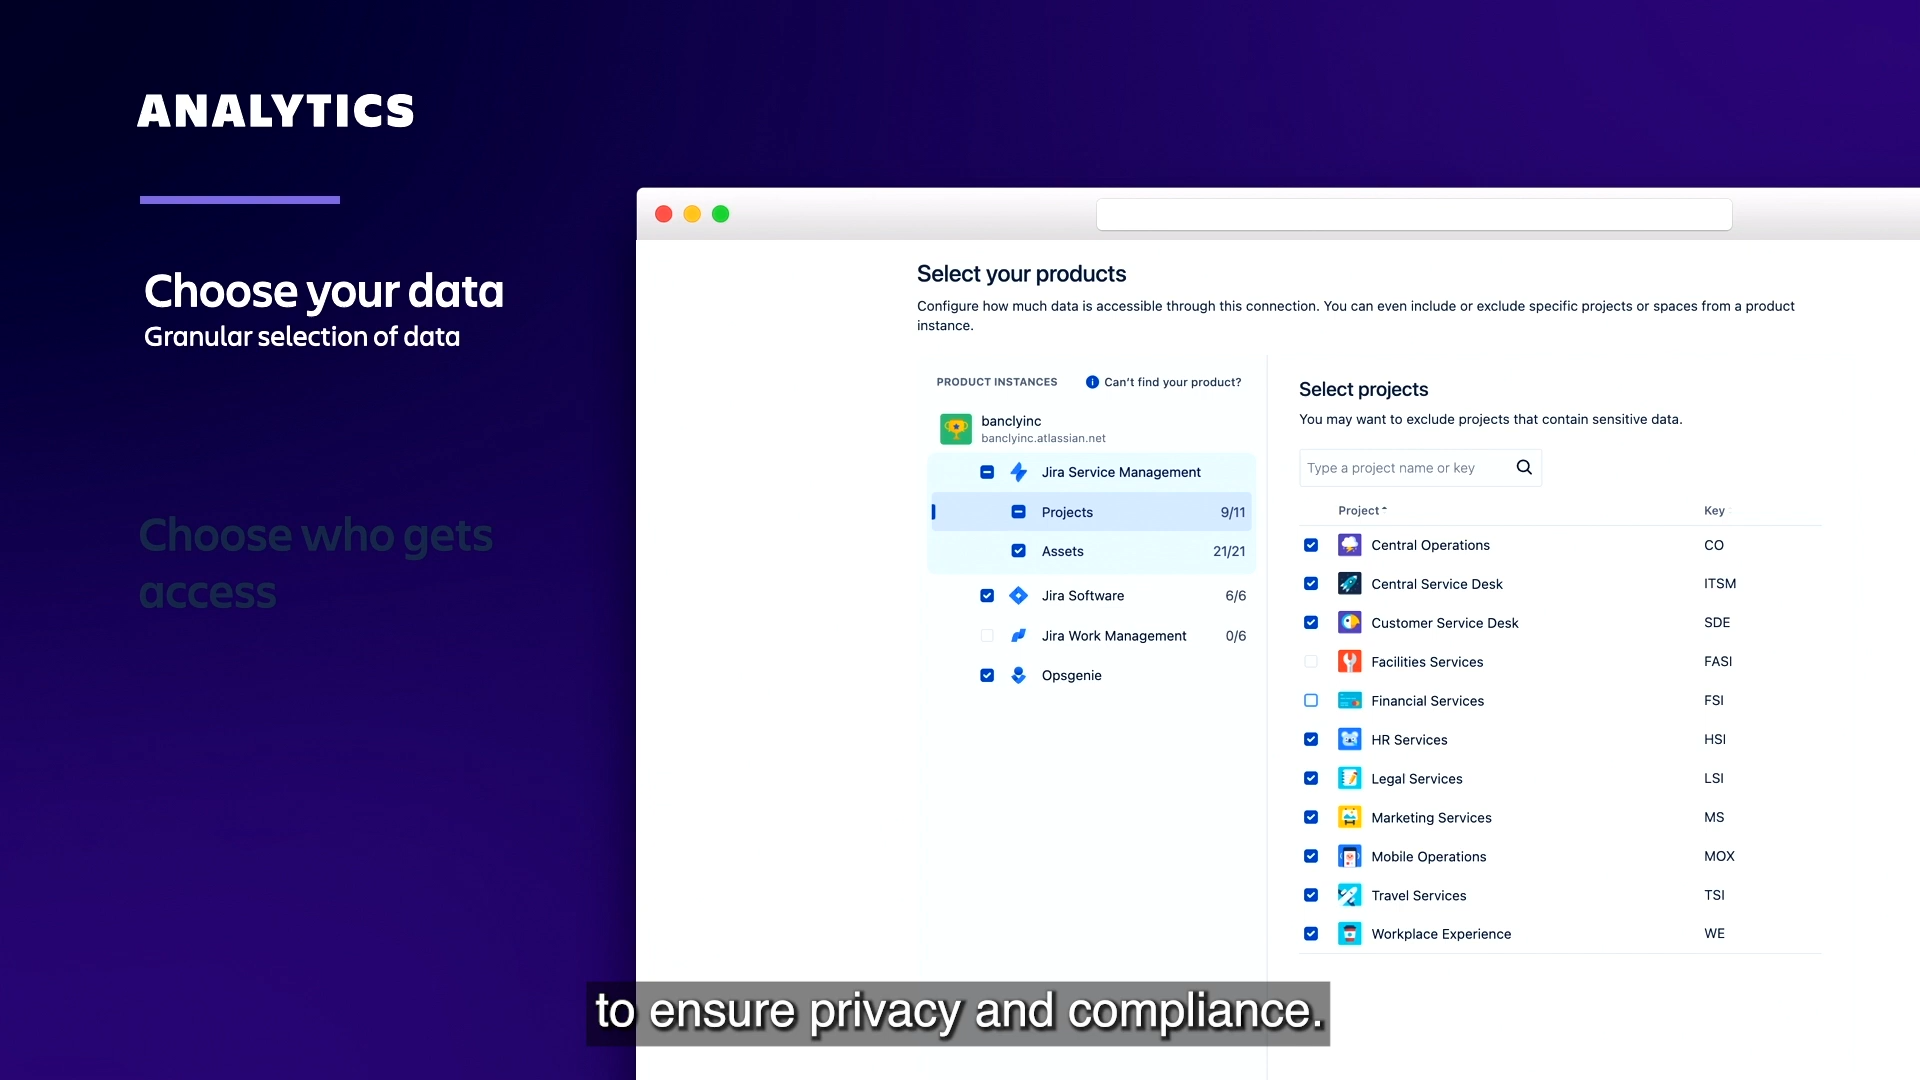 ANALYTICS
Choose your data
Granular selection of data
Choose who gets
access
Select your products
Configure how much data is accessible through this connection. You can even include or exclude specific projects or spaces from a product
instance.
PRODUCT INSTANCES
Can't find your product?
banclyinc
banclyinc.atlassian.net
Jira Service Management
Projects 9/11
Assets 21/21
Jira Software 6/6
Jira Work Management 0/6
Opsgenie
Select projects
You may want to exclude projects that contain sensitive data.
Type a project name or key
Project Key
Central Operations CO
Central Service Desk ITSM
Customer Service Desk SDE
Facilities Services FASI
Financial Services FSI
HR Services HSI
Legal Services LSI
Marketing Services MS
Mobile Operations MOX
Travel Services TSI
Workplace Experience WE
to ensure privacy and compliance.